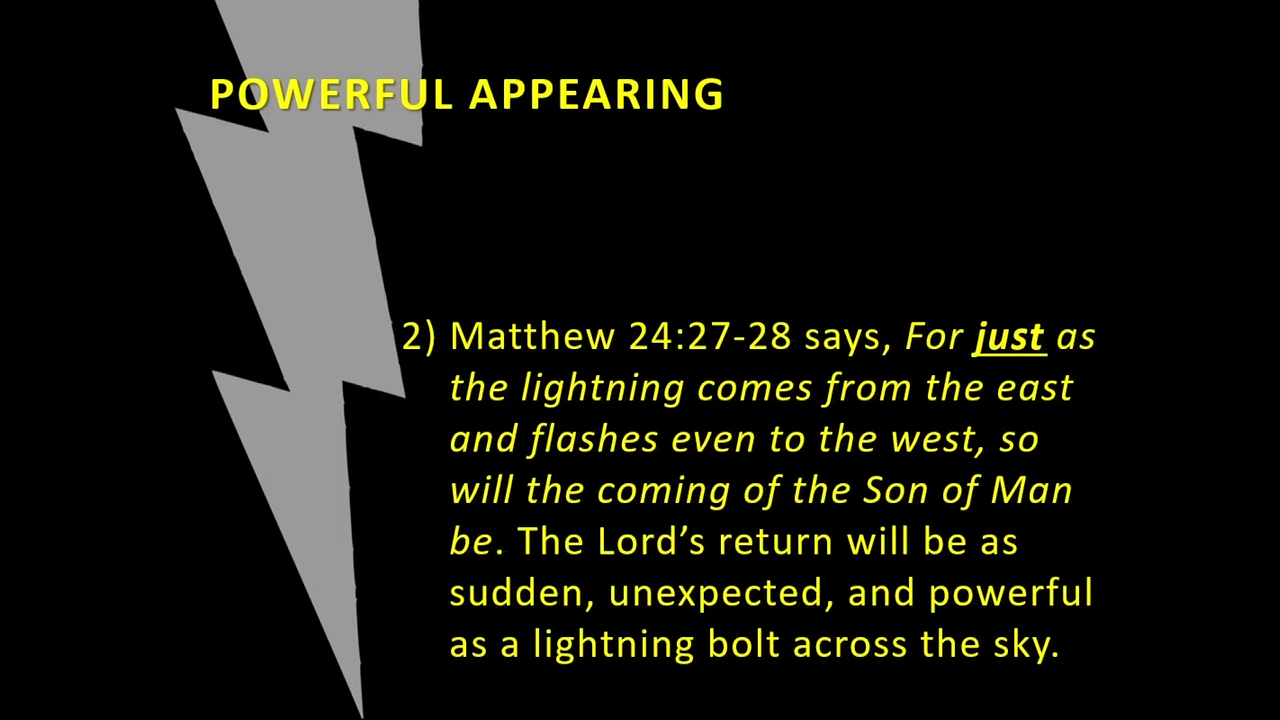 POWERFUL APPEARING
2) Matthew 24:27-28 says, For just as
the lightning comes from the east
and flashes even to the west, so
will the coming of the Son of Man
be. The Lord’s return will be as
sudden, unexpected, and powerful
as a lightning bolt across the sky.